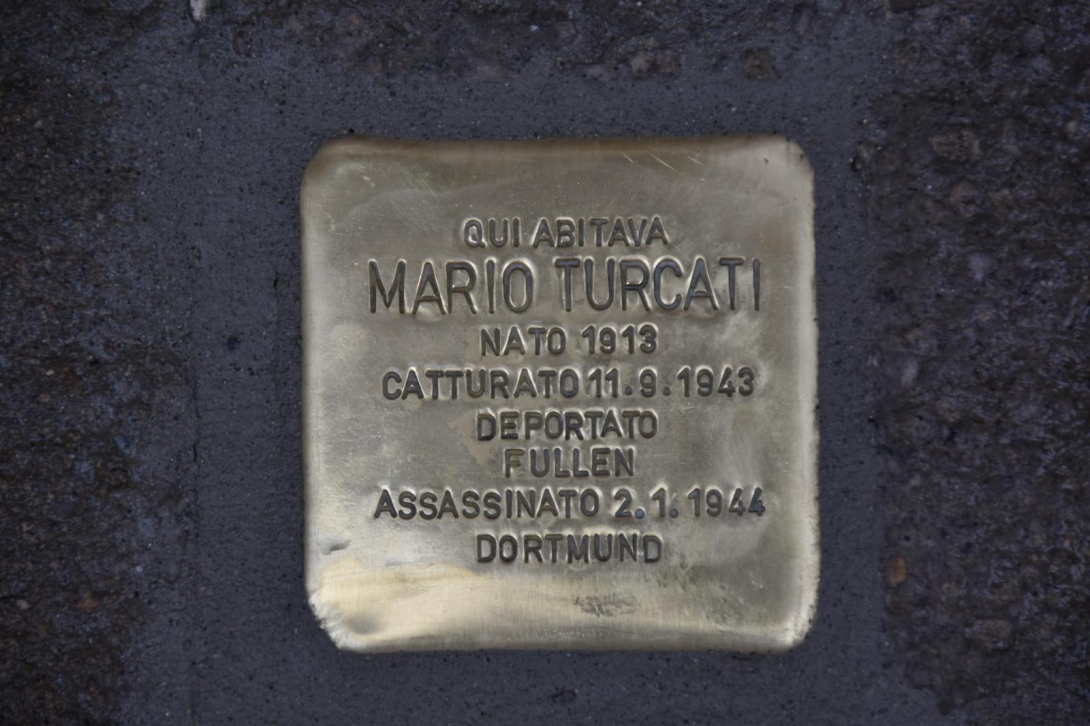 QUI ABITAVA
MARIO TURCATI
NATO 1913
CATTURATO 11.9.1943
DEPORTATO
FULLEN
ASSASSINATO 2.1.1944
DORTMUND